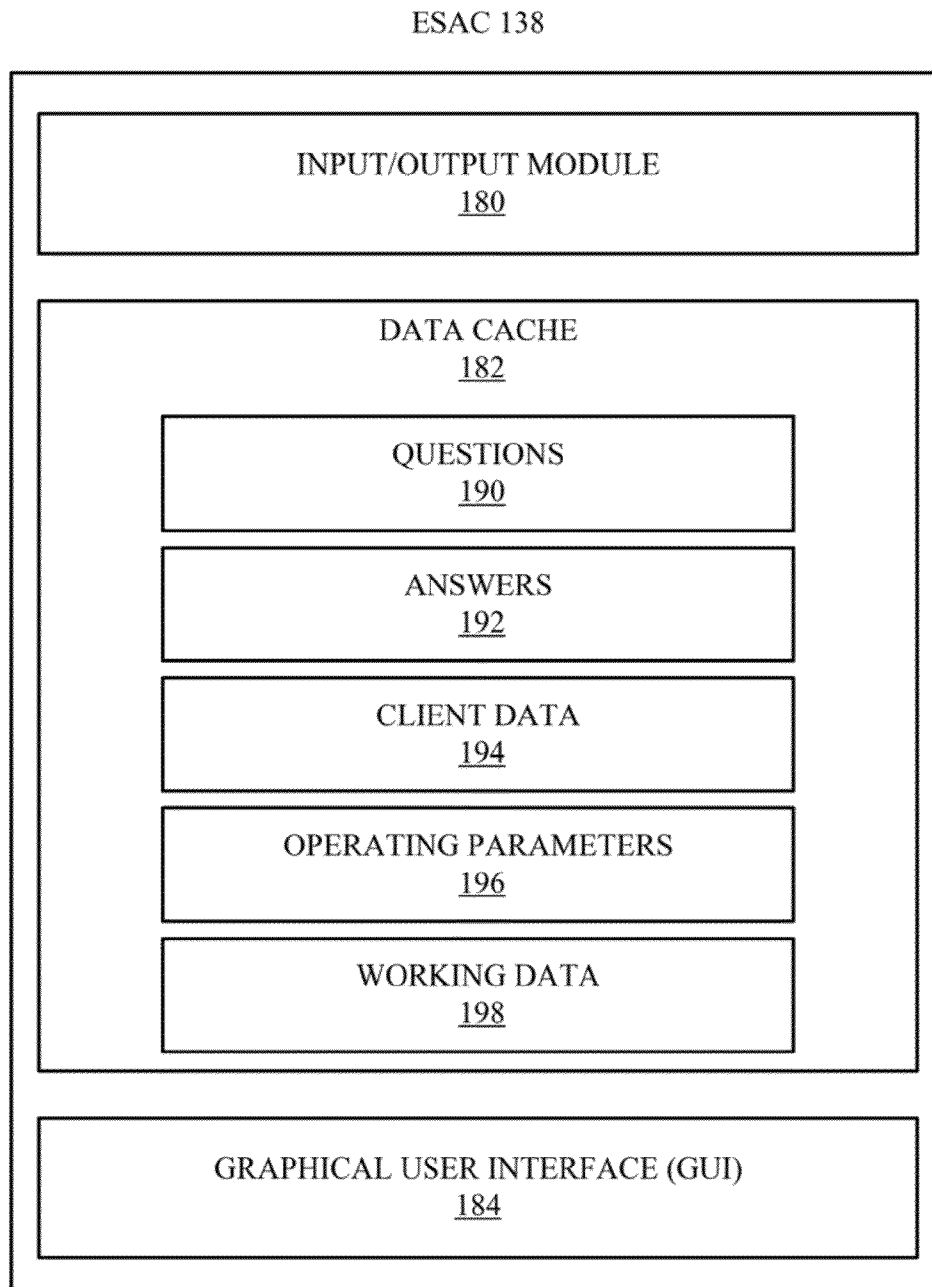 ESAC 138
INPUT/OUTPUT MODULE
180
DATA CACHE
182
QUESTIONS
190
ANSWERS
192
CLIENT DATA
194
OPERATING PARAMETERS
196
WORKING DATA
198
GRAPHICAL USER INTERFACE (GUI)
184